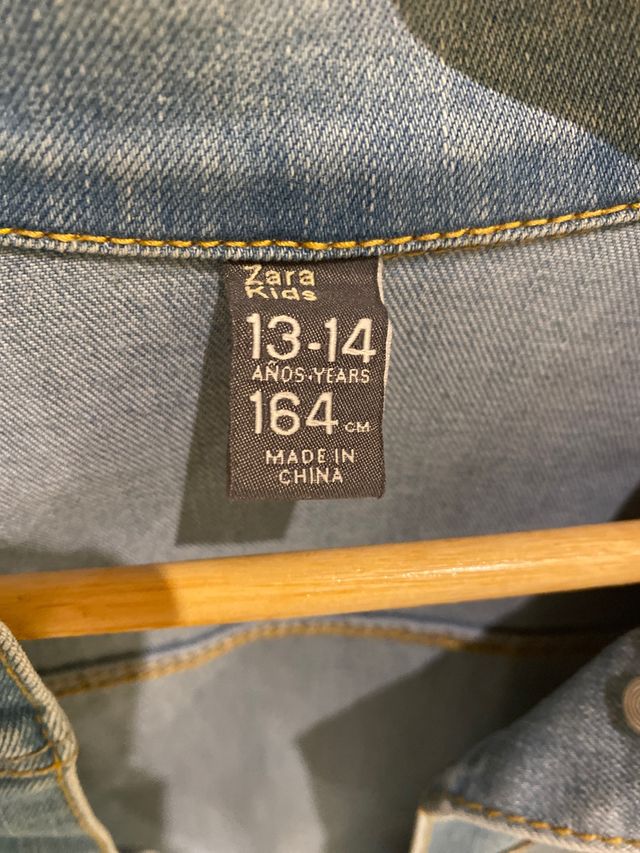 Zara
Kids
13-14
AÑOS-YEARS
164 CM
MADE IN
CHINA